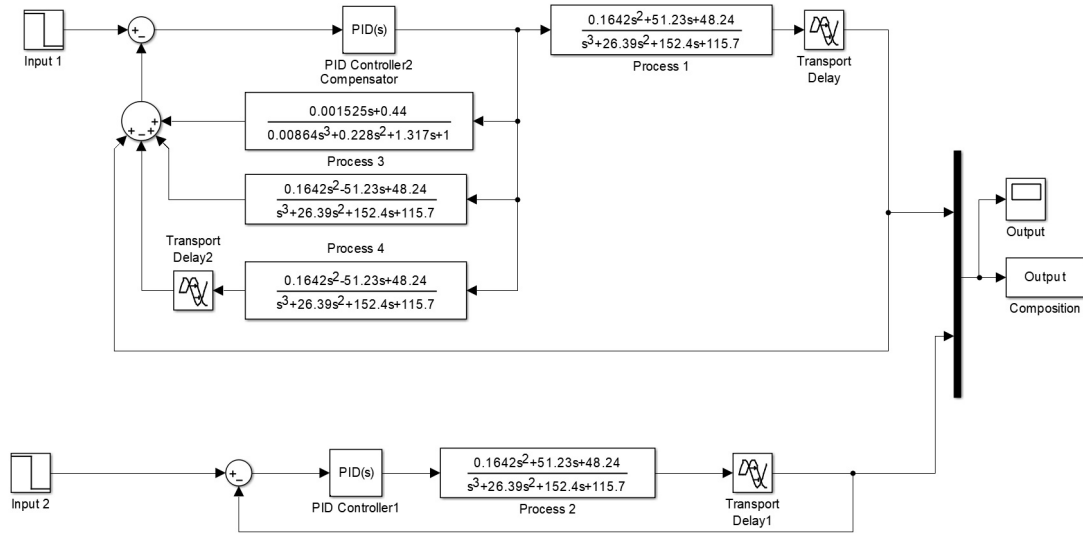 Input 1
+
−
PID(s)
PID Controller2
Compensator
0.1642s²+51.23s+48.24
s³+26.39s²+152.4s+115.7
Process 1
Transport
Delay
+
−
+
+
0.001525s+0.44
0.00864s³+0.228s²+1.317s+1
Process 3
0.1642s²-51.23s+48.24
s³+26.39s²+152.4s+115.7
Process 4
Transport
Delay2
0.1642s²-51.23s+48.24
s³+26.39s²+152.4s+115.7
Output
Output
Composition
Input 2
+
−
PID(s)
PID Controller1
0.1642s²+51.23s+48.24
s³+26.39s²+152.4s+115.7
Process 2
Transport
Delay1